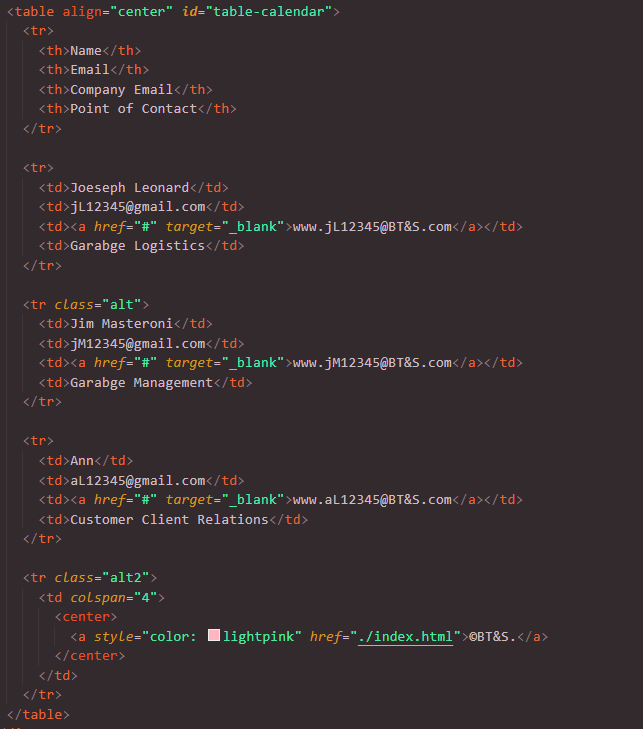 <table align="center" id="table-calendar">
<tr>
<th>Name</th>
<th>Email</th>
<th>Company Email</th>
<th>Point of Contact</th>
</tr>
<tr>
<td>Joeseph Leonard</td>
<td>jL12345@gmail.com</td>
<td><a href="#" target="_blank">www.jL12345@BT&S.com</a></td>
<td>Garabge Logistics</td>
</tr>
<tr class="alt">
<td>Jim Masteroni</td>
<td>jM12345@gmail.com</td>
<td><a href="#" target="_blank">www.jM12345@BT&S.com</a></td>
<td>Garabge Management</td>
</tr>
<tr>
<td>Ann</td>
<td>aL12345@gmail.com</td>
<td><a href="#" target="_blank">www.aL12345@BT&S.com</a></td>
<td>Customer Client Relations</td>
</tr>
<tr class="alt2">
<td colspan="4">
<center>
<a style="color: lightpink" href="./index.html">©BT&S.</a>
</center>
</td>
</tr>
</table>